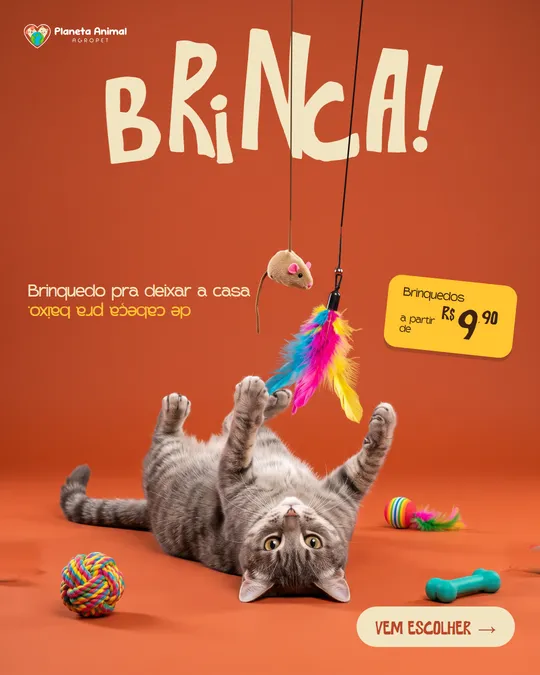 Planeta Animal
AGROPET
BRiNCA!
Brinquedo pra deixar a casa
de cabeça pra baixo.
Brinquedos
a partir de R$ 9,90
VEM ESCOLHER →